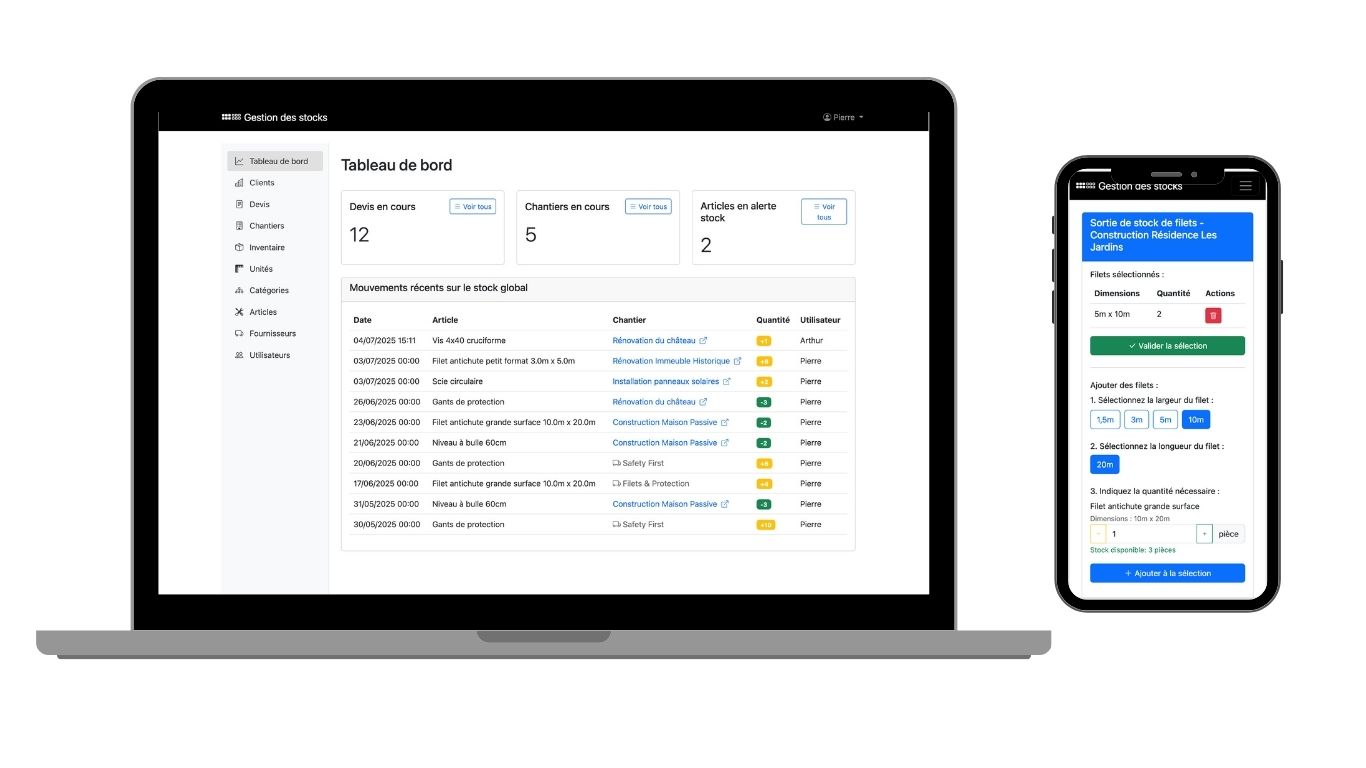 Gestion des stocks
Pierre
Tableau de bord
Clients
Devis
Chantiers
Inventaire
Unités
Catégories
Articles
Fournisseurs
Utilisateurs
Tableau de bord
Devis en cours
Voir tous
12
Chantiers en cours
Voir tous
5
Articles en alerte
stock
Voir
tous
2
Mouvements récents sur le stock global
Date Article Chantier Quantité Utilisateur
04/07/2025 15:11 Vis 4x40 cruciforme Rénovation du château +1 Arthur
03/07/2025 00:00 Filet antichute petit format 3.0m x 5.0m Rénovation Immeuble Historique Pierre
03/07/2025 00:00 Scie circulaire Installation panneaux solaires +2 Pierre
26/06/2025 00:00 Gants de protection Rénovation du château -3 Pierre
23/06/2025 00:00 Filet antichute grande surface 10.0m x 20.0m Construction Maison Passive -2 Pierre
21/06/2025 00:00 Niveau à bulle 60cm Construction Maison Passive -2 Pierre
20/06/2025 00:00 Gants de protection Safety First Pierre
17/06/2025 00:00 Filet antichute grande surface 10.0m x 20.0m Filets & Protection Pierre
31/05/2025 00:00 Niveau à bulle 60cm Construction Maison Passive -3 Pierre
30/05/2025 00:00 Gants de protection Safety First +10 Pierre
Gestion des stocks
Sortie de stock de filets -
Construction Résidence Les
Jardins
Filets sélectionnés :
Dimensions Quantité Actions
5m x 10m 2
Valider la sélection
Ajouter des filets :
1. Sélectionnez la largeur du filet :
1,5m 3m 5m 10m
2. Sélectionnez la longueur du filet :
20m
3. Indiquez la quantité nécessaire :
Filet antichute grande surface
Dimensions : 10m x 20m
- 1 + pièce
Stock disponible: 3 pièces
+ Ajouter à la sélection